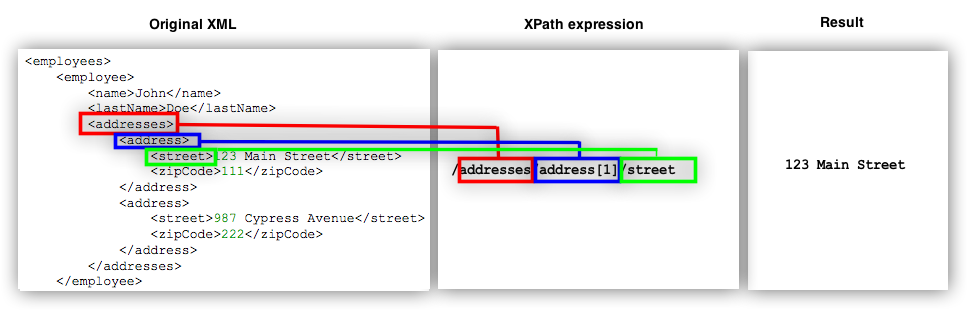 Original XML
XPath expression
Result
<employees>
<employee>
<name>John</name>
<lastName>Doe</lastName>
<addresses>
<address>
<street>123 Main Street</street>
<zipCode>111</zipCode>
</address>
<address>
<street>987 Cypress Avenue</street>
<zipCode>222</zipCode>
</address>
</addresses>
</employee>
/addresses/address[1]/street
123 Main Street